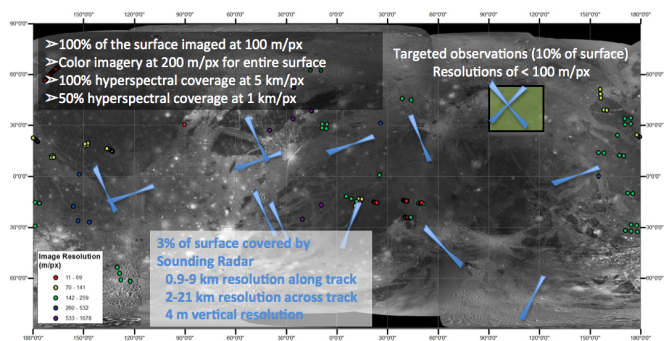 180°0'0"
150°0'0"W
120°0'0"W
90°0'0"W
60°0'0"W
30°0'0"W
0°0'0"
30°0'0"E
60°0'0"E
90°0'0"E
120°0'0"E
150°0'0"E
180°0'0"
90°0'0"N
60°0'0"N
30°0'0"N
0°0'0"
30°0'0"S
60°0'0"S
90°0'0"S
➢100% of the surface imaged at 100 m/px
➢Color imagery at 200 m/px for entire surface
➢100% hyperspectral coverage at 5 km/px
➢50% hyperspectral coverage at 1 km/px
Targeted observations (10% of surface)
Resolutions of < 100 m/px
Image Resolution
(m/px)
11 - 69
70 - 141
142 - 259
260 - 532
533 - 1078
3% of surface covered by
Sounding Radar
0.9-9 km resolution along track
2-21 km resolution across track
4 m vertical resolution